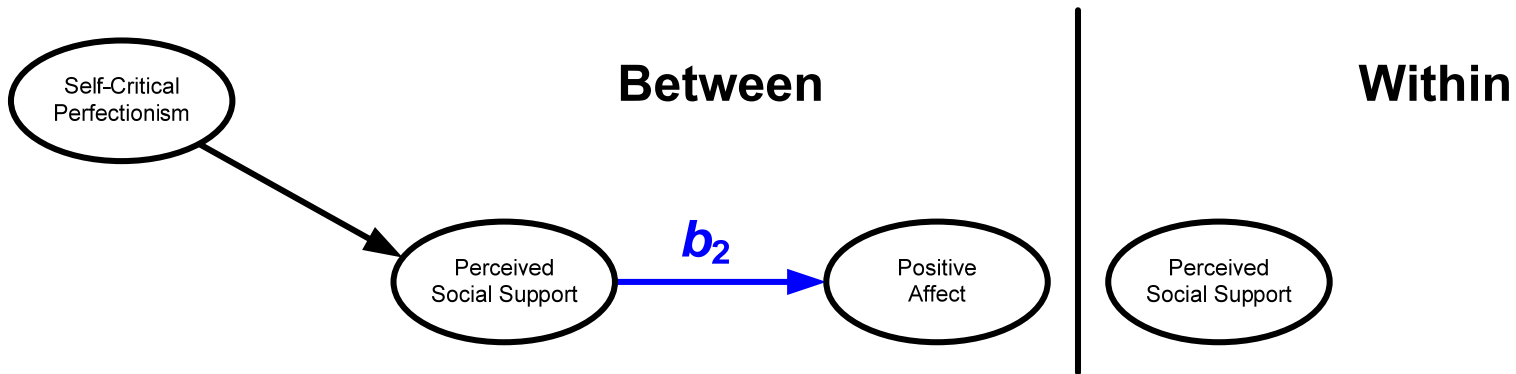 Self-Critical
Perfectionism
Between
Within
b2
Perceived
Social Support
Positive
Affect
Perceived
Social Support